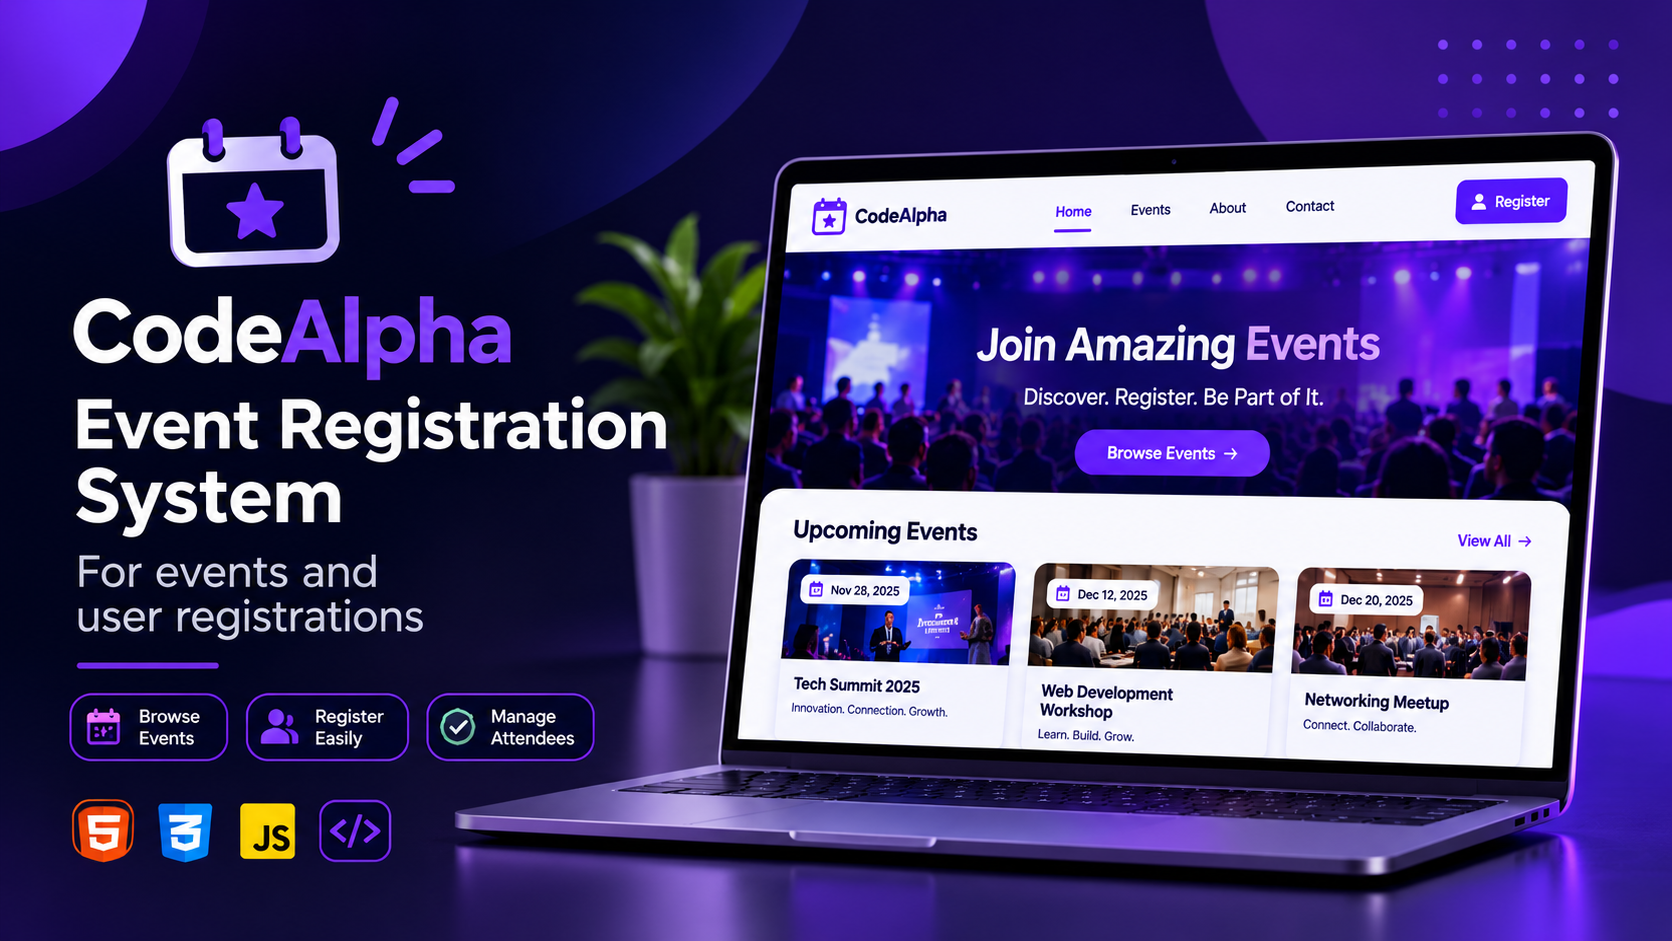 CodeAlpha
Event Registration
System
For events and
user registrations
Browse
Events
Register
Easily
Manage
Attendees
5
3
JS
</>
CodeAlpha
Home
Events
About
Contact
Register
Join Amazing Events
Discover. Register. Be Part of It.
Browse Events →
Upcoming Events
View All →
Nov 28, 2025
Tech Summit 2025
Innovation. Connection. Growth.
Dec 12, 2025
Web Development
Workshop
Learn. Build. Grow.
Dec 20, 2025
Networking Meetup
Connect. Collaborate.